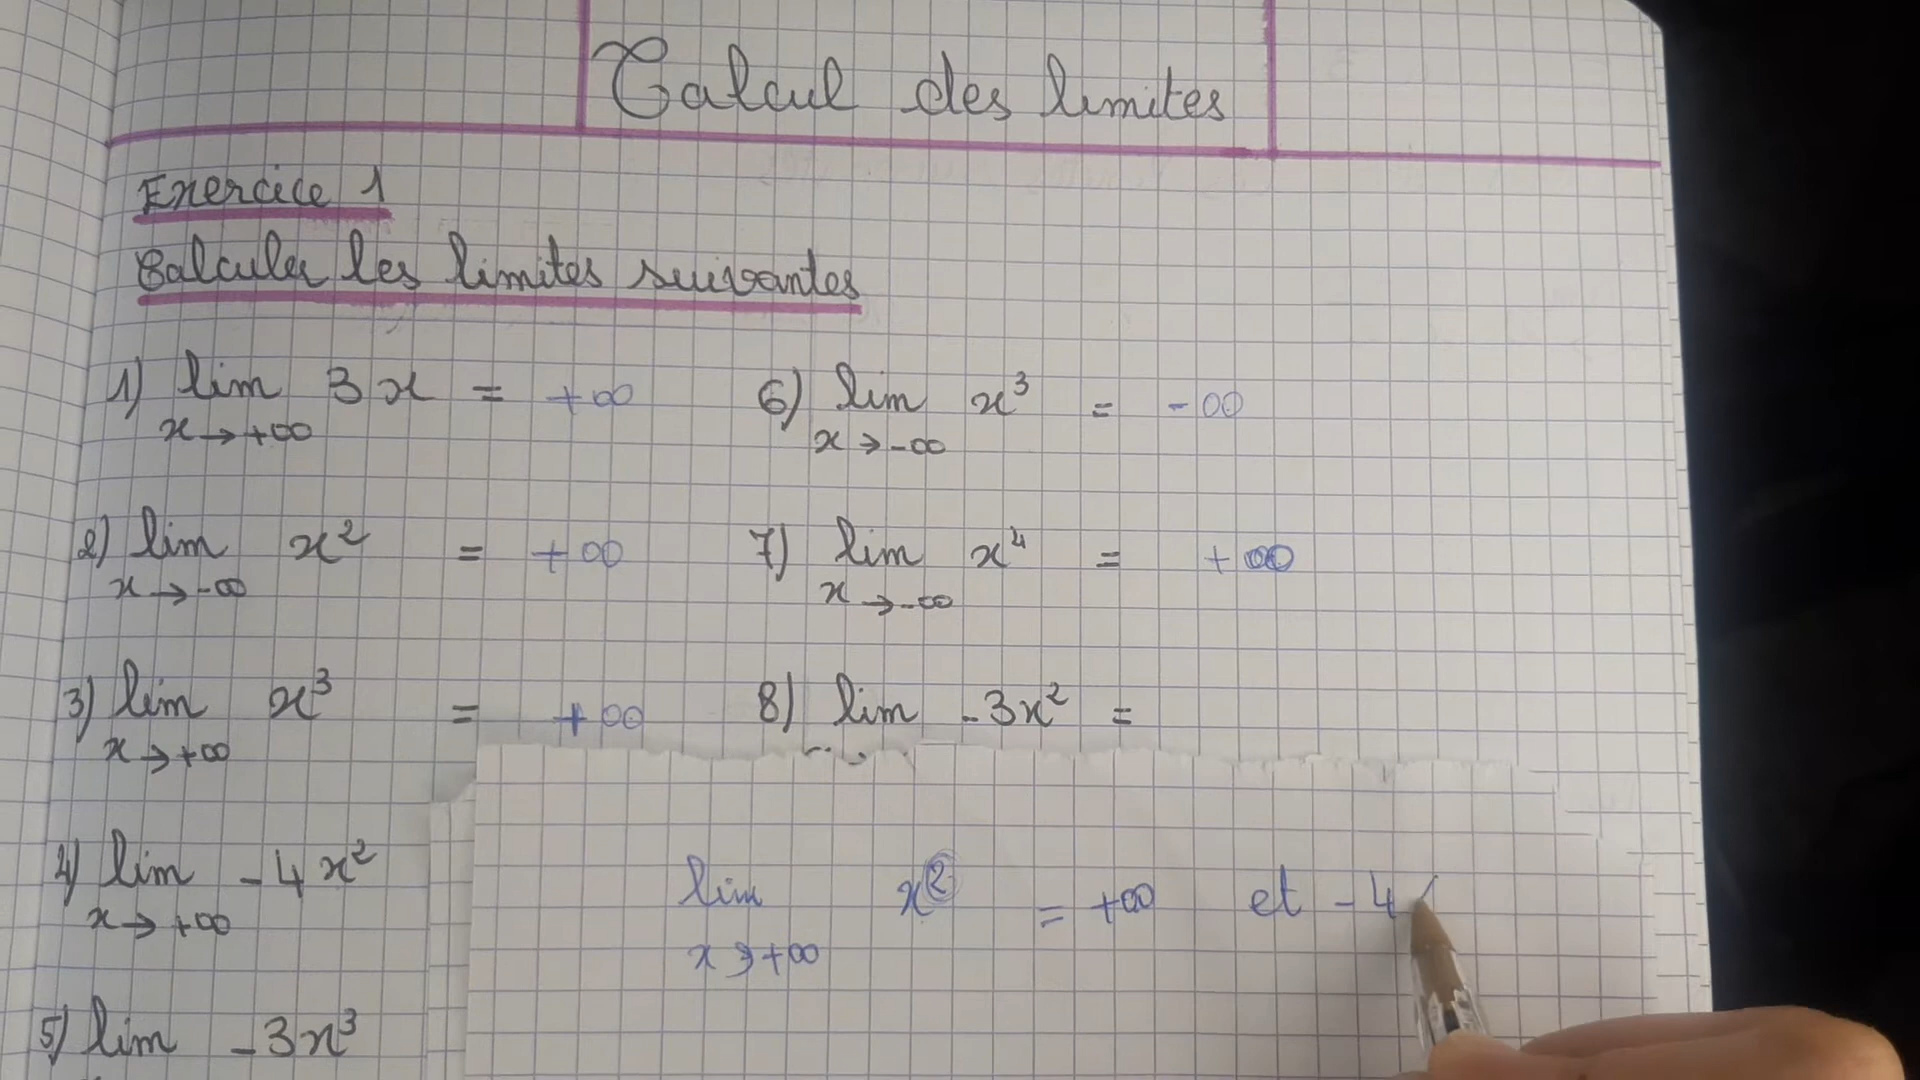 Calcul des limites
Exercice 1
Calculer les limites suivantes
1) lim 3x = +∞
x→+∞
2) lim x² = +∞
x→-∞
3) lim x³ = +∞
x→+∞
4) lim -4x²
x→+∞
5) lim -3x³
6) lim x³ = -∞
x→-∞
7) lim x⁴ = +∞
x→-∞
8) lim -3x² =
lim x² = +∞ et -4<
x→+∞